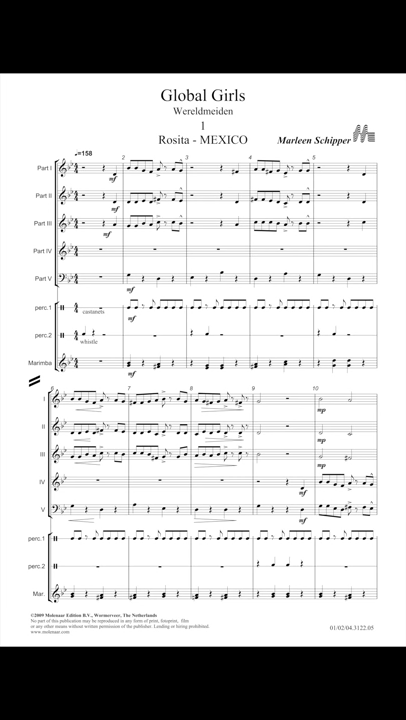 Global Girls
Wereldmeiden
1
Rosita - MEXICO
Marleen Schipper
♩=158
2 3 4 5
Part I
mf
Part II
mf
Part III
mf
Part IV
Part V
mf
perc.1
castanets
mf
perc.2
whistle
Marimba
mf
6 7 8 9 10
I
mp
II
mp
III
mp
IV
mf
V
perc.1
perc.2
mf
Mar.
©2009 Molenaar Edition B.V., Wormerveer, The Netherlands
No part of this publication may be reproduced in any form of print, fotoprint, film
or any other means without written permission of the publisher. Lending or hiring prohibited.
www.molenaar.com
01/02/04.3122.05